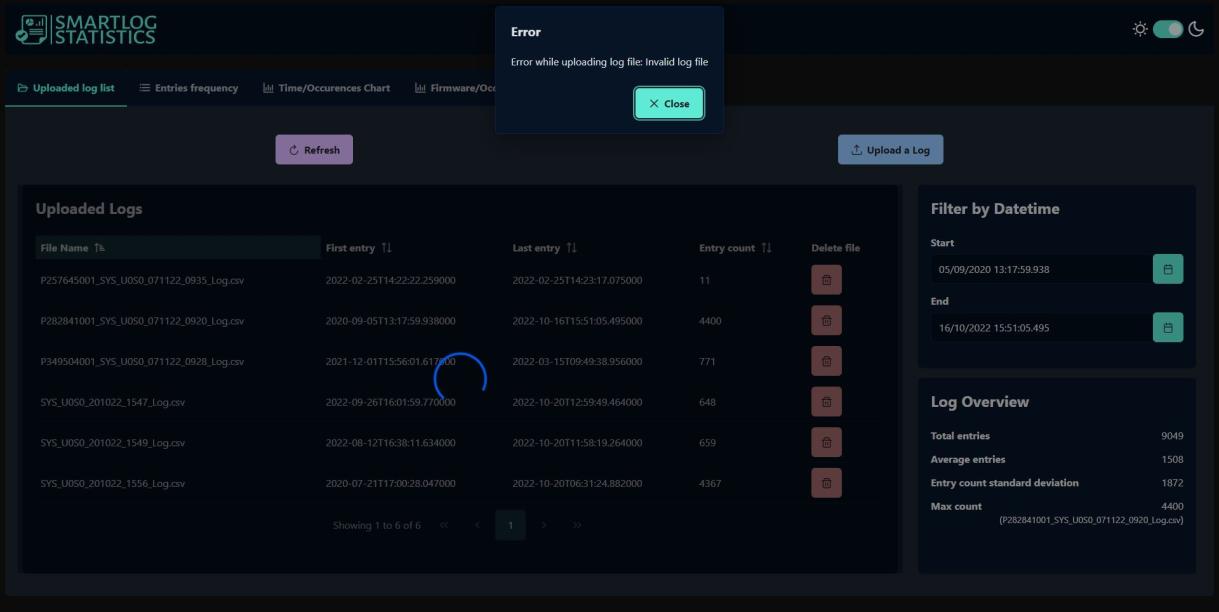 SMARTLOG
STATISTICS
Error
Error while uploading log file: Invalid log file
Close
Uploaded log list
Entries frequency
Time/Occurences Chart
Refresh
Upload a Log
Uploaded Logs
File Name First entry Last entry Entry count Delete file
P257645001_SYS_U0S0_071122_0935_Log.csv 2022-02-25T14:22:22.259000 2022-02-25T14:23:17.075000 11
P282841001_SYS_U0S0_071122_0920_Log.csv 2020-09-05T13:17:59.938000 2022-10-16T15:51:05.495000 4400
P349504001_SYS_U0S0_071122_0928_Log.csv 2021-12-01T15:56:01.617000 2022-03-15T09:49:38.956000 771
SYS_U0S0_201022_1547_Log.csv 2022-09-26T16:01:59.770000 2022-10-20T12:59:49.464000 648
SYS_U0S0_201022_1549_Log.csv 2022-08-12T16:38:11.634000 2022-10-20T11:58:19.264000 659
SYS_U0S0_201022_1556_Log.csv 2020-07-21T17:00:28.047000 2022-10-20T06:31:24.882000 4367
Showing 1 to 6 of 6 « ‹ 1 › »
Filter by Datetime
Start
05/09/2020 13:17:59.938
End
16/10/2022 15:51:05.495
Log Overview
Total entries 9049
Average entries 1508
Entry count standard deviation 1872
Max count 4400
(P282841001_SYS_U0S0_071122_0920_Log.csv)